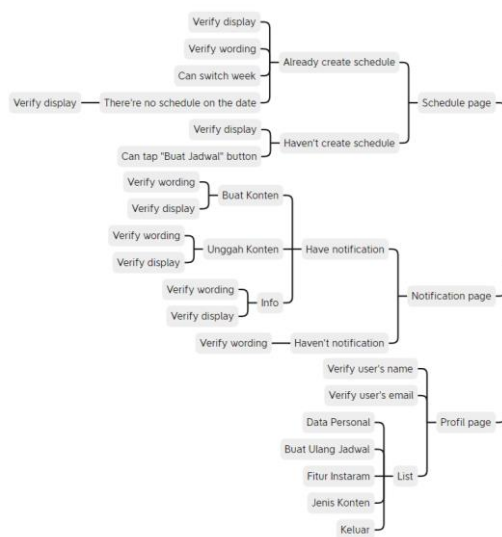 Verify display
Verify wording
Already create schedule
Can switch week
Verify display
There're no schedule on the date
Schedule page
Verify display
Haven't create schedule
Can tap "Buat Jadwal" button
Verify wording
Buat Konten
Verify display
Verify wording
Unggah Konten
Have notification
Verify display
Verify wording
Info
Notification page
Verify display
Verify wording
Haven't notification
Verify user's name
Verify user's email
Data Personal
Profil page
Buat Ulang Jadwal
Fitur Instaram
List
Jenis Konten
Keluar